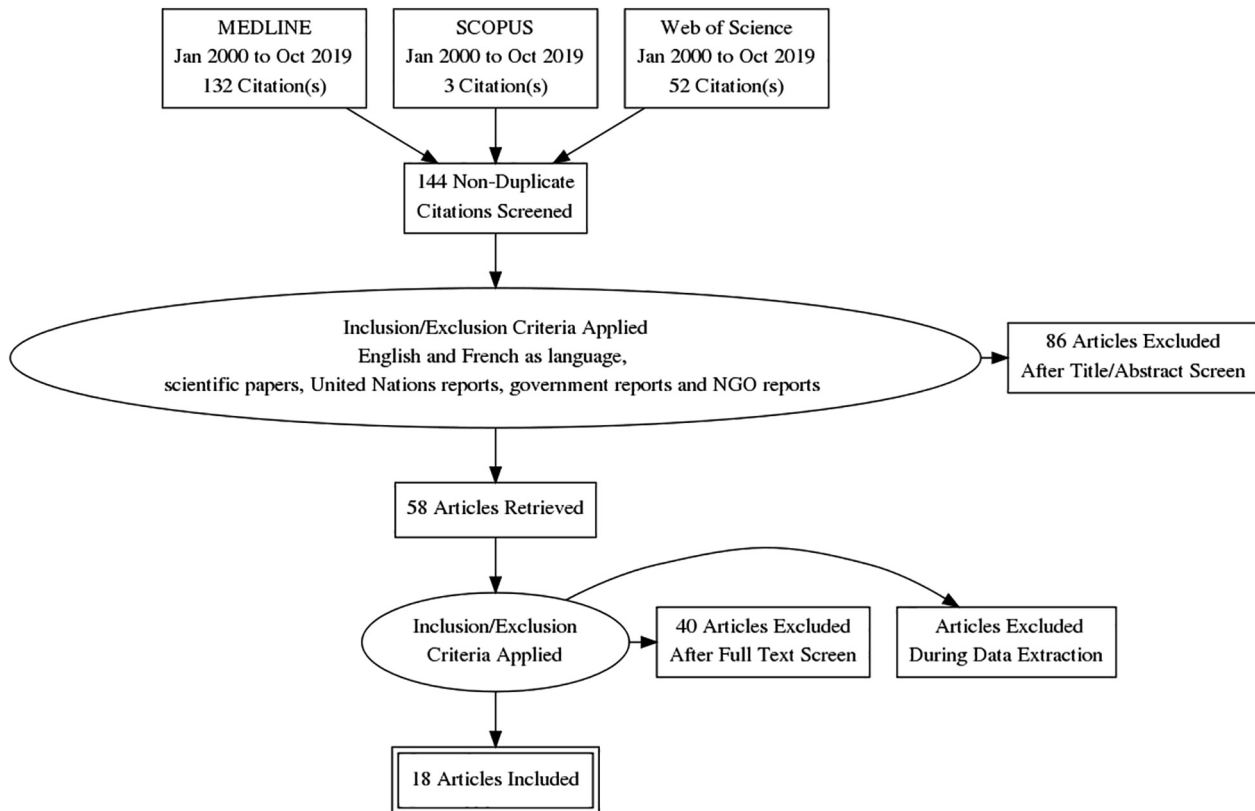 MEDLINE
Jan 2000 to Oct 2019
132 Citation(s)
SCOPUS
Jan 2000 to Oct 2019
3 Citation(s)
Web of Science
Jan 2000 to Oct 2019
52 Citation(s)
144 Non-Duplicate
Citations Screened
Inclusion/Exclusion Criteria Applied
English and French as language,
scientific papers, United Nations reports, government reports and NGO reports
86 Articles Excluded
After Title/Abstract Screen
58 Articles Retrieved
Inclusion/Exclusion
Criteria Applied
40 Articles Excluded
After Full Text Screen
Articles Excluded
During Data Extraction
18 Articles Included